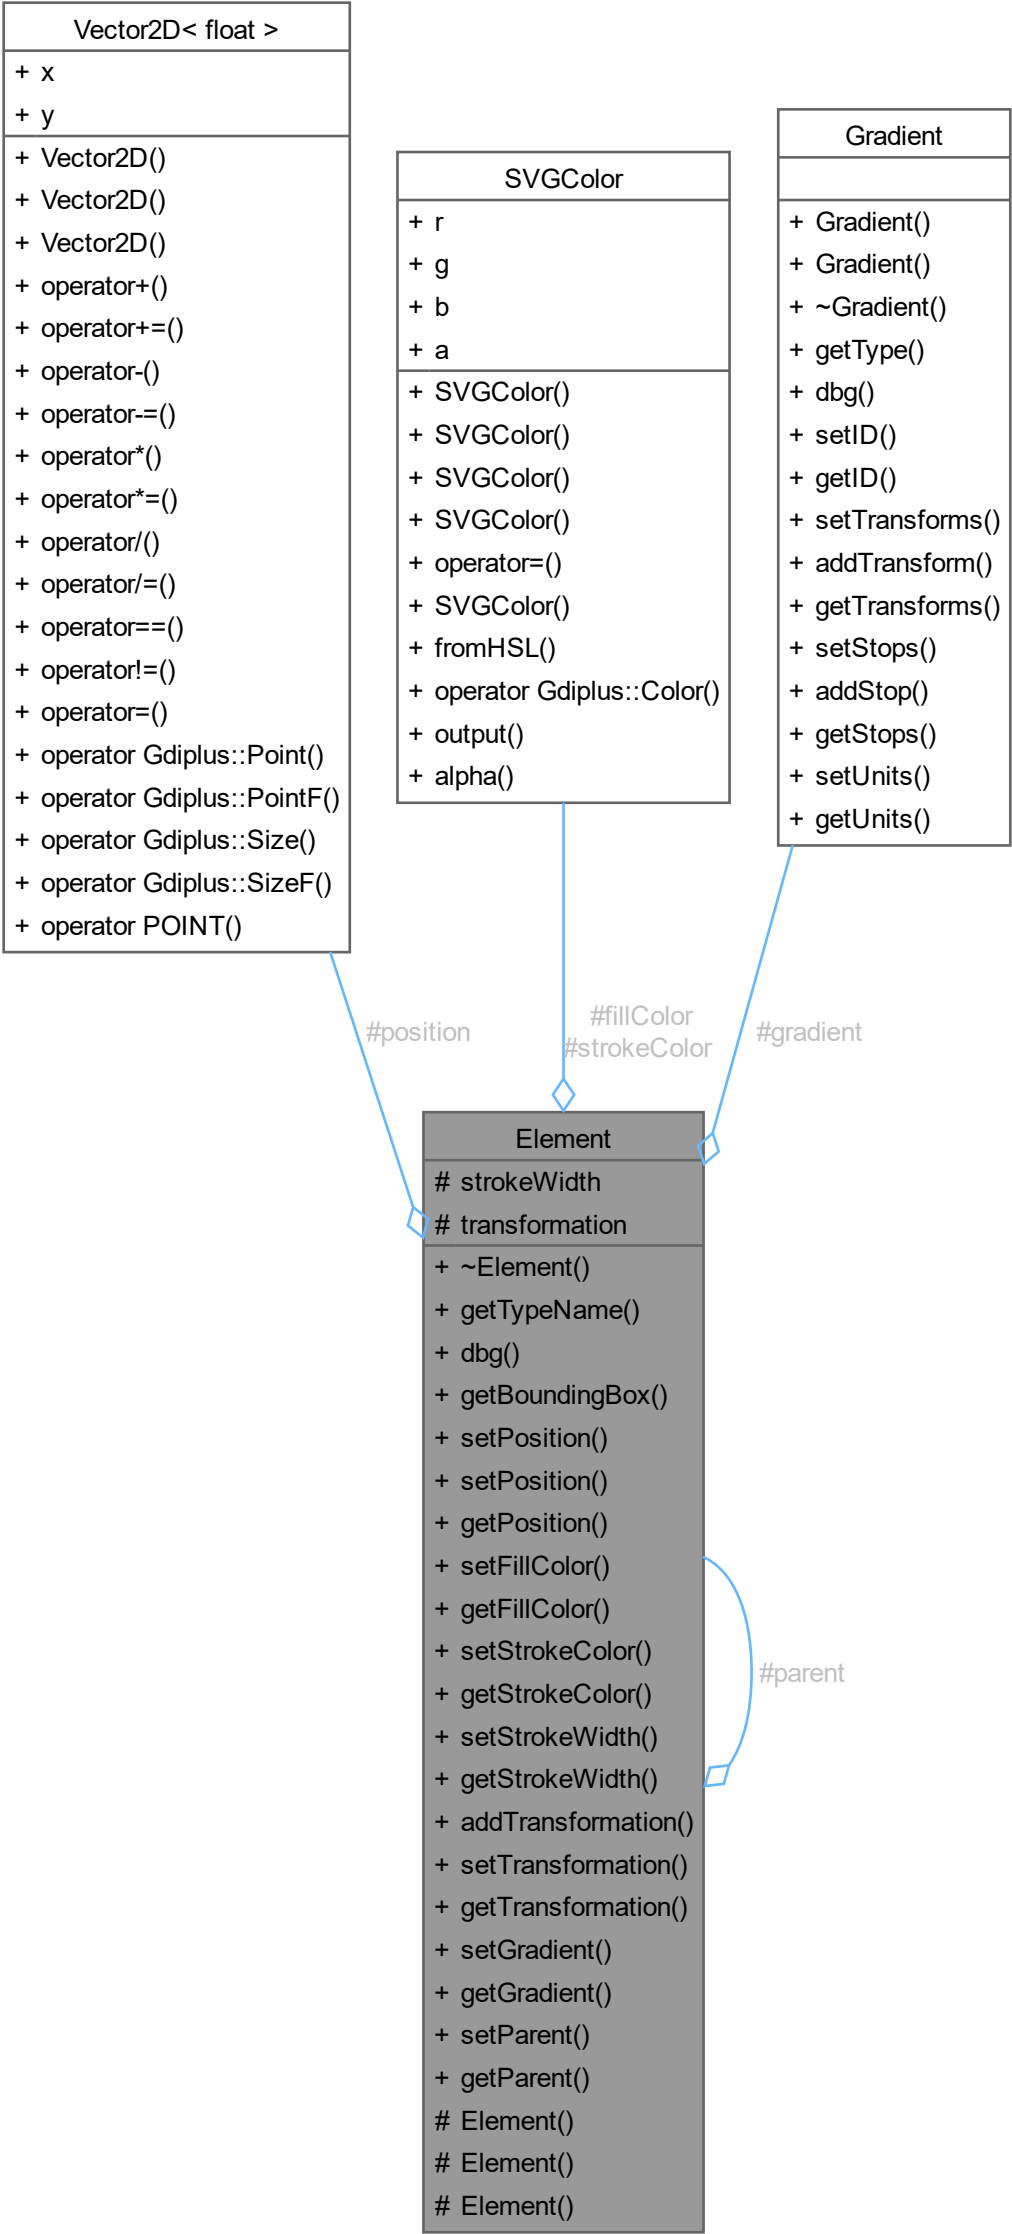 Vector2D< float >
+ x
+ y
+ Vector2D()
+ Vector2D()
+ Vector2D()
+ operator+()
+ operator+=()
+ operator-()
+ operator-=()
+ operator*()
+ operator*=()
+ operator/()
+ operator/=()
+ operator==()
+ operator!=()
+ operator=()
+ operator Gdiplus::Point()
+ operator Gdiplus::PointF()
+ operator Gdiplus::Size()
+ operator Gdiplus::SizeF()
+ operator POINT()
SVGColor
+ r
+ g
+ b
+ a
+ SVGColor()
+ SVGColor()
+ SVGColor()
+ SVGColor()
+ operator=()
+ SVGColor()
+ fromHSL()
+ operator Gdiplus::Color()
+ output()
+ alpha()
Gradient
+ Gradient()
+ Gradient()
+ ~Gradient()
+ getType()
+ dbg()
+ setID()
+ getID()
+ setTransforms()
+ addTransform()
+ getTransforms()
+ setStops()
+ addStop()
+ getStops()
+ setUnits()
+ getUnits()
#position
#fillColor
#strokeColor
#gradient
Element
# strokeWidth
# transformation
+ ~Element()
+ getTypeName()
+ dbg()
+ getBoundingBox()
+ setPosition()
+ setPosition()
+ getPosition()
+ setFillColor()
+ getFillColor()
+ setStrokeColor()
+ getStrokeColor()
+ setStrokeWidth()
+ getStrokeWidth()
+ addTransformation()
+ setTransformation()
+ getTransformation()
+ setGradient()
+ getGradient()
+ setParent()
+ getParent()
# Element()
# Element()
# Element()
#parent